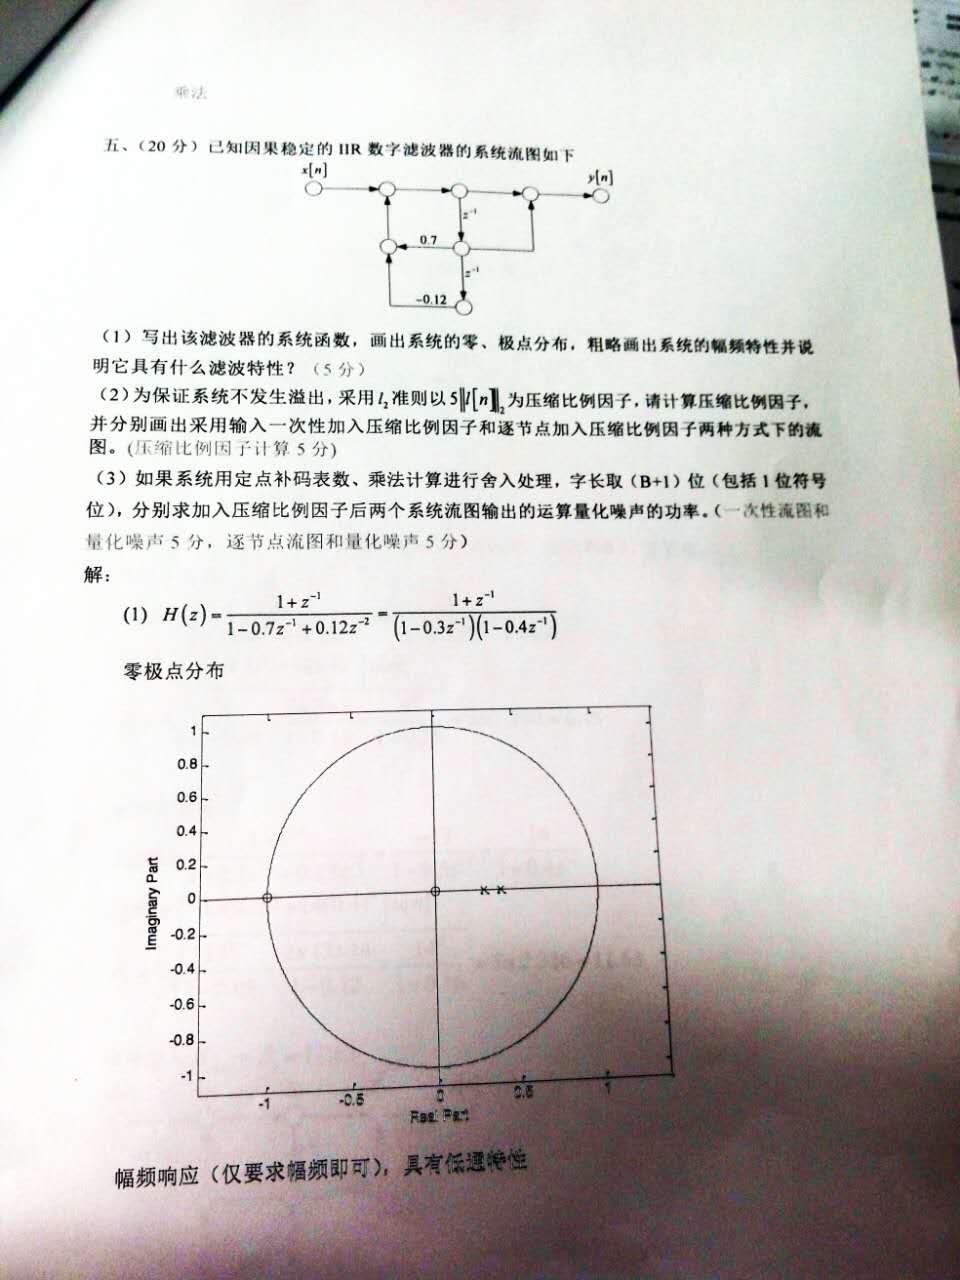 乘法
五、（20 分）已知因果稳定的 IIR 数字滤波器的系统流图如下
x[n]
y[n]
z⁻¹
0.7
z⁻¹
-0.12
（1）写出该滤波器的系统函数，画出系统的零、极点分布，粗略画出系统的幅频特性并说
明它具有什么滤波特性？（5 分）
（2）为保证系统不发生溢出，采用 l₂ 准则以 5‖l[n]‖₂ 为压缩比例因子，请计算压缩比例因子，
并分别画出采用输入一次性加入压缩比例因子和逐节点加入压缩比例因子两种方式下的流
图。(压缩比例因子计算 5 分)
（3）如果系统用定点补码表数、乘法计算进行舍入处理，字长取（B+1）位（包括 1 位符号
位），分别求加入压缩比例因子后两个系统流图输出的运算量化噪声的功率。（一次性流图和
量化噪声 5 分，逐节点流图和量化噪声 5 分）
解：
(1) H(z) = (1+z⁻¹)/(1-0.7z⁻¹+0.12z⁻²) = (1+z⁻¹)/((1-0.3z⁻¹)(1-0.4z⁻¹))
零极点分布
1
0.8
0.6
0.4
0.2
0
-0.2
-0.4
-0.6
-0.8
-1
Imaginary Part
-1 -0.5 0 0.5 1
Real Part
幅频响应（仅要求幅频即可），具有低通特性